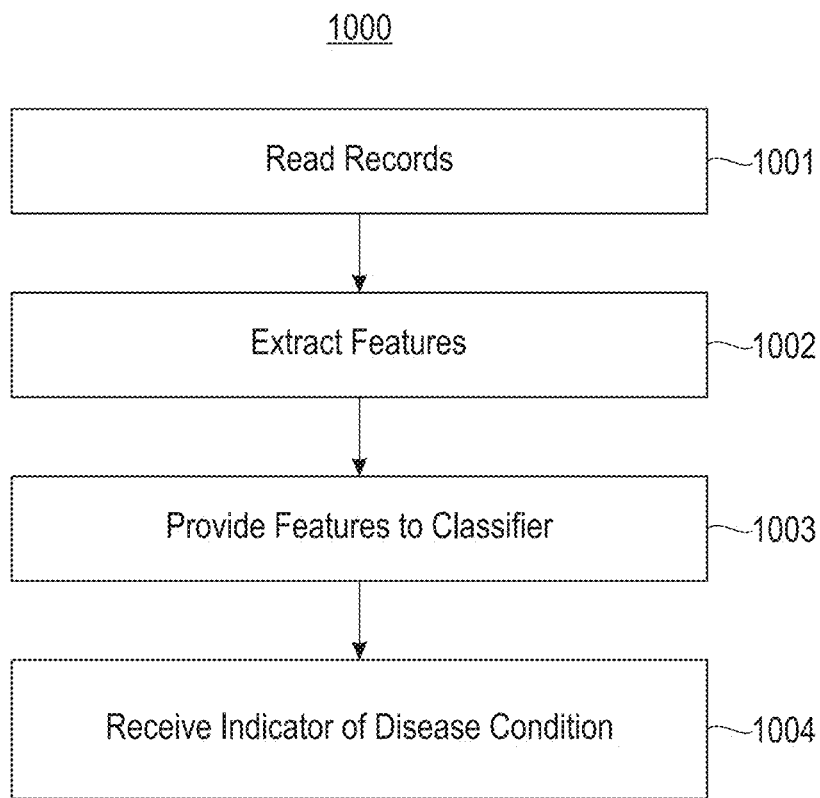 1000
Read Records
1001
Extract Features
1002
Provide Features to Classifier
1003
Receive Indicator of Disease Condition
1004